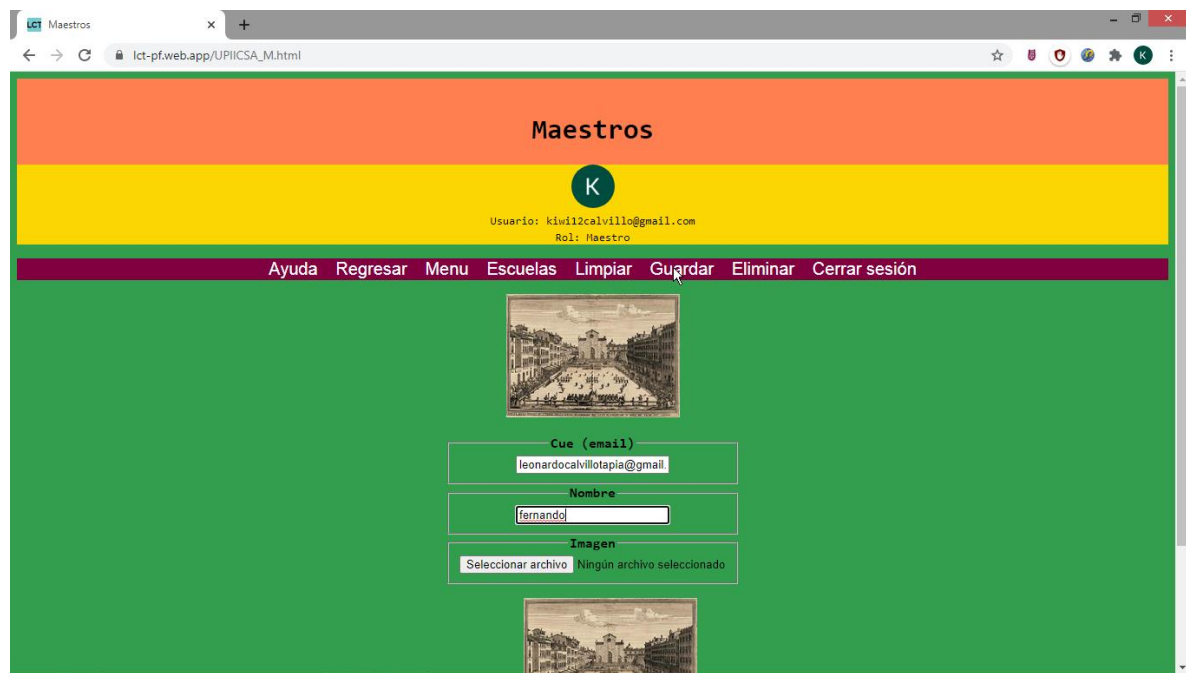 LCT Maestros
lct-pf.web.app/UPIICSA_M.html
K
Maestros
K
Usuario: kiwi12calvillo@gmail.com
Rol: Maestro
Ayuda Regresar Menu Escuelas Limpiar Guardar Eliminar Cerrar sesión
Cue (email)
leonardocalvillotapia@gmail.
Nombre
fernando
Imagen
Seleccionar archivo Ningún archivo seleccionado